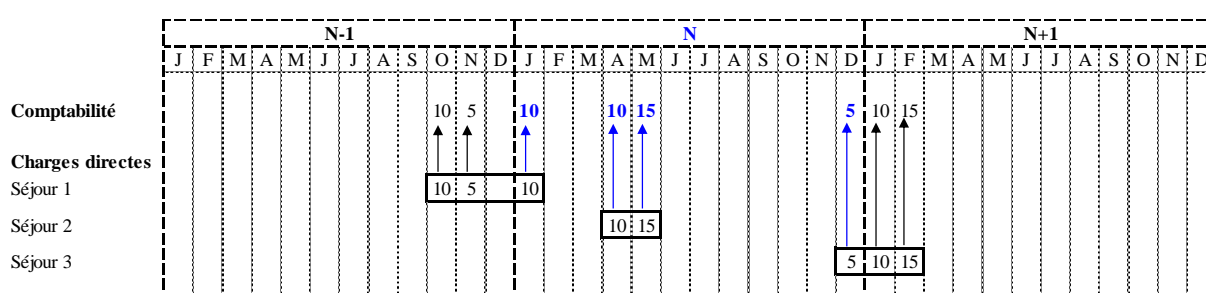 N-1 N N+1
J F M A M J J A S O N D J F M A M J J A S O N D J F M A M J J A S O N D
Comptabilité 10 5 10 10 15 5 10 15
Charges directes
Séjour 1 10 5 10
Séjour 2 10 15
Séjour 3 5 10 15